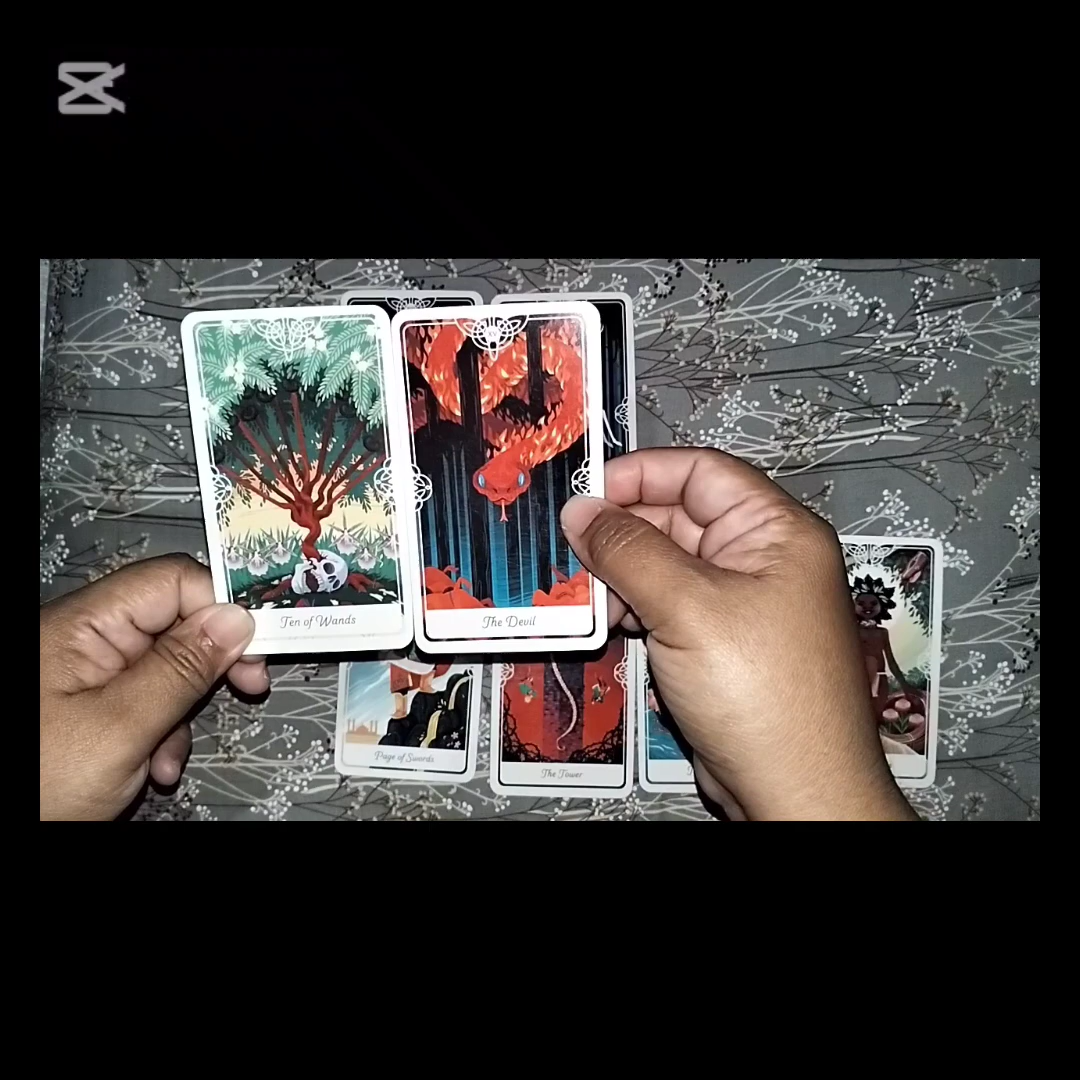 Ten of Wands
The Devil
Page of Swords
The Tower